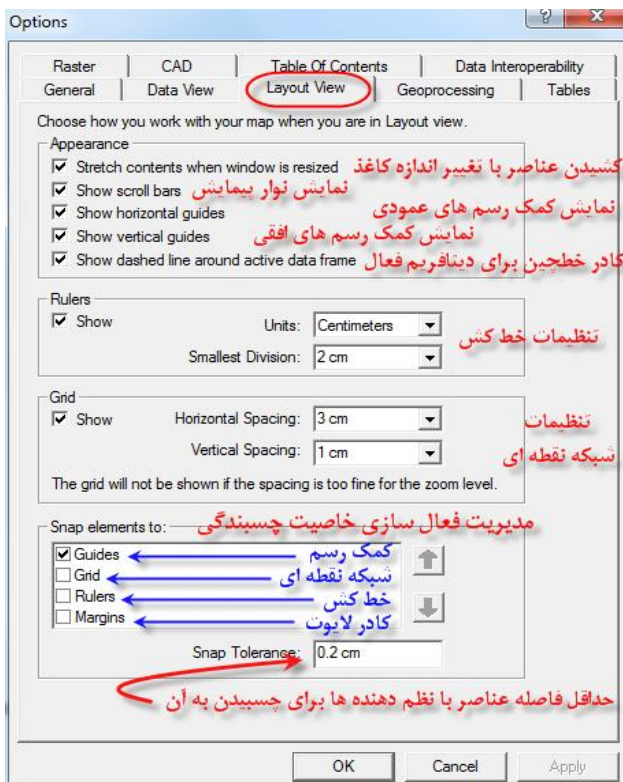 Options
Raster CAD Table Of Contents Data Interoperability
General Data View Layout View Geoprocessing Tables
Choose how you work with your map when you are in Layout view.
Appearance
Stretch contents when window is resized کشیدن عناصر با تغییر اندازه کاغذ
Show scroll bars نمایش نوار پیمایش
Show horizontal guides نمایش کمک رسم های عمودی
Show vertical guides نمایش کمک رسم های افقی
Show dashed line around active data frame کادر خطچین برای دیتافریم فعال
Rulers
Show Units: Centimeters
تنظیمات خط کش
Smallest Division: 2 cm
Grid
Show Horizontal Spacing: 3 cm تنظیمات
Vertical Spacing: 1 cm شبکه نقطه ای
The grid will not be shown if the spacing is too fine for the zoom level.
Snap elements to: مدیریت فعال سازی خاصیت چسبندگی
Guides کمک رسم
Grid شبکه نقطه ای
Rulers خط کش
Margins کادر لایوت
Snap Tolerance: 0.2 cm
حداقل فاصله عناصر با نظم دهنده ها برای چسبیدن به آن
OK Cancel Apply